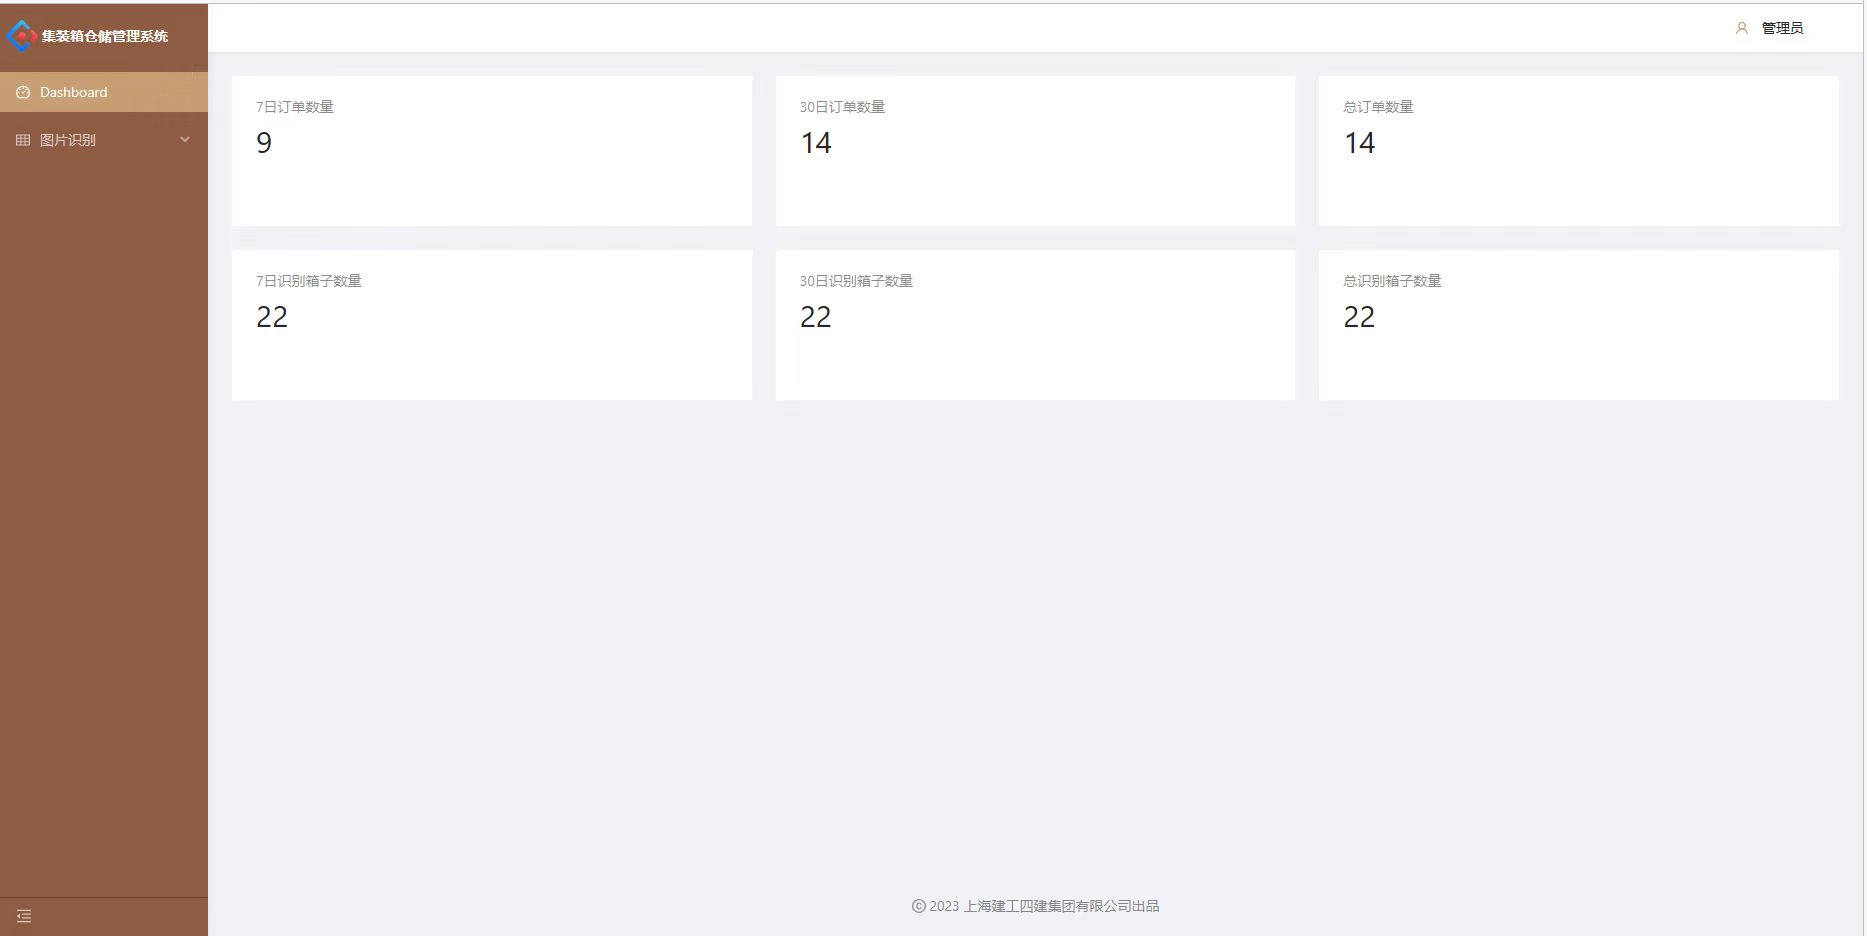 集装箱仓储管理系统
管理员
Dashboard
图片识别
7日订单数量
9
30日订单数量
14
总订单数量
14
7日识别箱子数量
22
30日识别箱子数量
22
总识别箱子数量
22
© 2023 上海建工四建集团有限公司出品